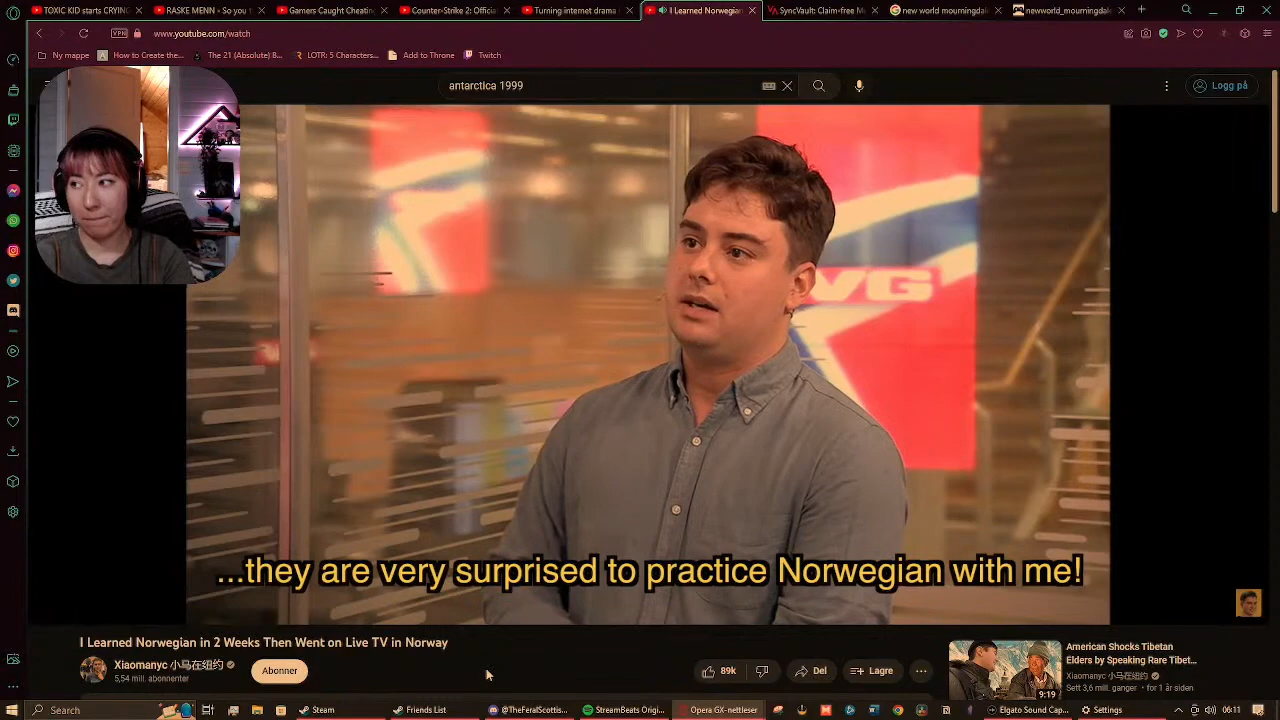 TOXIC KID starts CRYIN
RASKE MENN - So you t
Gamers Caught Cheatin
Counter-Strike 2: Offici
Turning internet drama i
I Learned Norwegian
SyncVault: Claim-free M
new world mourningdal
newworld_mourningdale
VPN
www.youtube.com/watch
Ny mappe
How to Create the...
The 21 (Absolute) B...
LOTR: 5 Characters...
Add to Throne
Twitch
antarctica 1999
Logg på
VG
...they are very surprised to practice Norwegian with me!
I Learned Norwegian in 2 Weeks Then Went on Live TV in Norway
Xiaomanyc 小马在纽约
5,54 mill. abonnenter
Abonner
89k
Del
Lagre
American Shocks Tibetan
Elders by Speaking Rare Tibet...
Xiaomanyc 小马在纽约
Sett 3,6 mill. ganger • for 1 år siden
9:19
Search
Steam
Friends List
@TheFeralScottis...
StreamBeats Origi...
Opera GX-nettleser
Elgato Sound Cap...
Settings
06:11